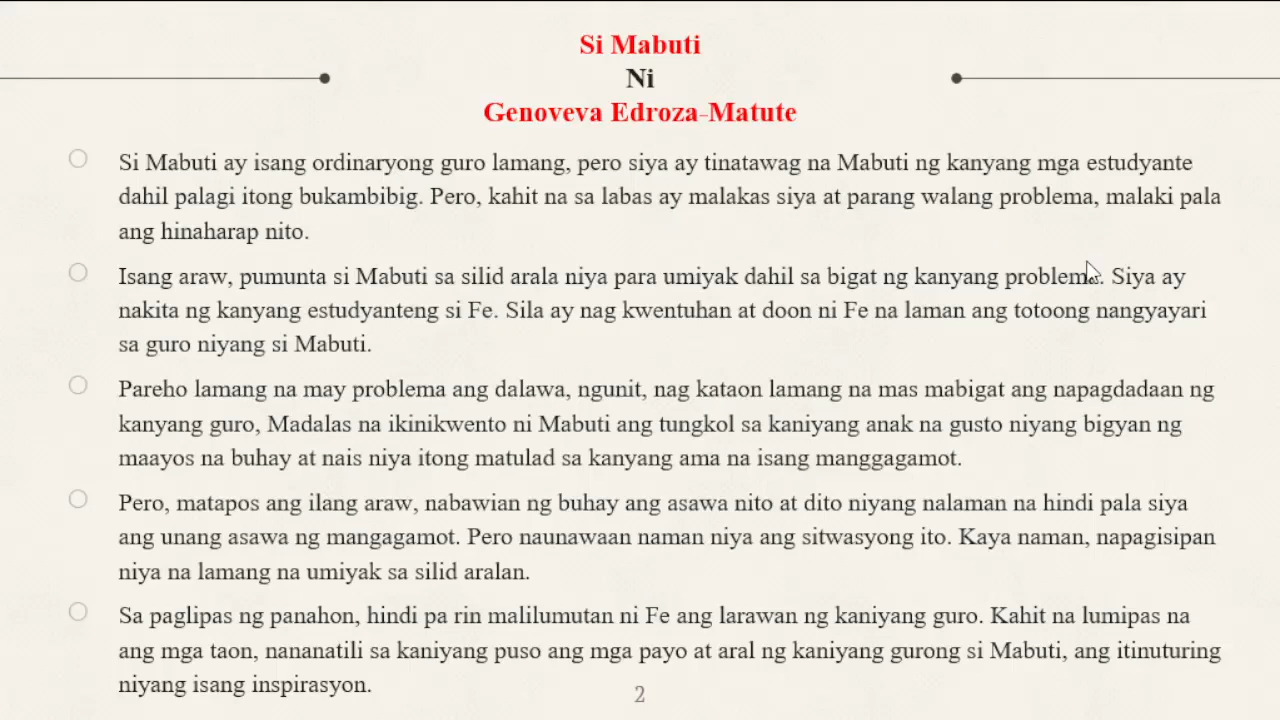 Si Mabuti
Ni
Genoveva Edroza-Matute
Si Mabuti ay isang ordinaryong guro lamang, pero siya ay tinatawag na Mabuti ng kanyang mga estudyante
dahil palagi itong bukambibig. Pero, kahit na sa labas ay malakas siya at parang walang problema, malaki pala
ang hinaharap nito.
Isang araw, pumunta si Mabuti sa silid arala niya para umiyak dahil sa bigat ng kanyang problema. Siya ay
nakita ng kanyang estudyanteng si Fe. Sila ay nag kwentuhan at doon ni Fe na laman ang totoong nangyayari
sa guro niyang si Mabuti.
Pareho lamang na may problema ang dalawa, ngunit, nag kataon lamang na mas mabigat ang napagdadaan ng
kanyang guro, Madalas na ikinikwento ni Mabuti ang tungkol sa kaniyang anak na gusto niyang bigyan ng
maayos na buhay at nais niya itong matulad sa kanyang ama na isang manggagamot.
Pero, matapos ang ilang araw, nabawian ng buhay ang asawa nito at dito niyang nalaman na hindi pala siya
ang unang asawa ng mangagamot. Pero naunawaan naman niya ang sitwasyong ito. Kaya naman, napagisipan
niya na lamang na umiyak sa silid aralan.
Sa paglipas ng panahon, hindi pa rin malilumutan ni Fe ang larawan ng kaniyang guro. Kahit na lumipas na
ang mga taon, nananatili sa kaniyang puso ang mga payo at aral ng kaniyang gurong si Mabuti, ang itinuturing
niyang isang inspirasyon.
2